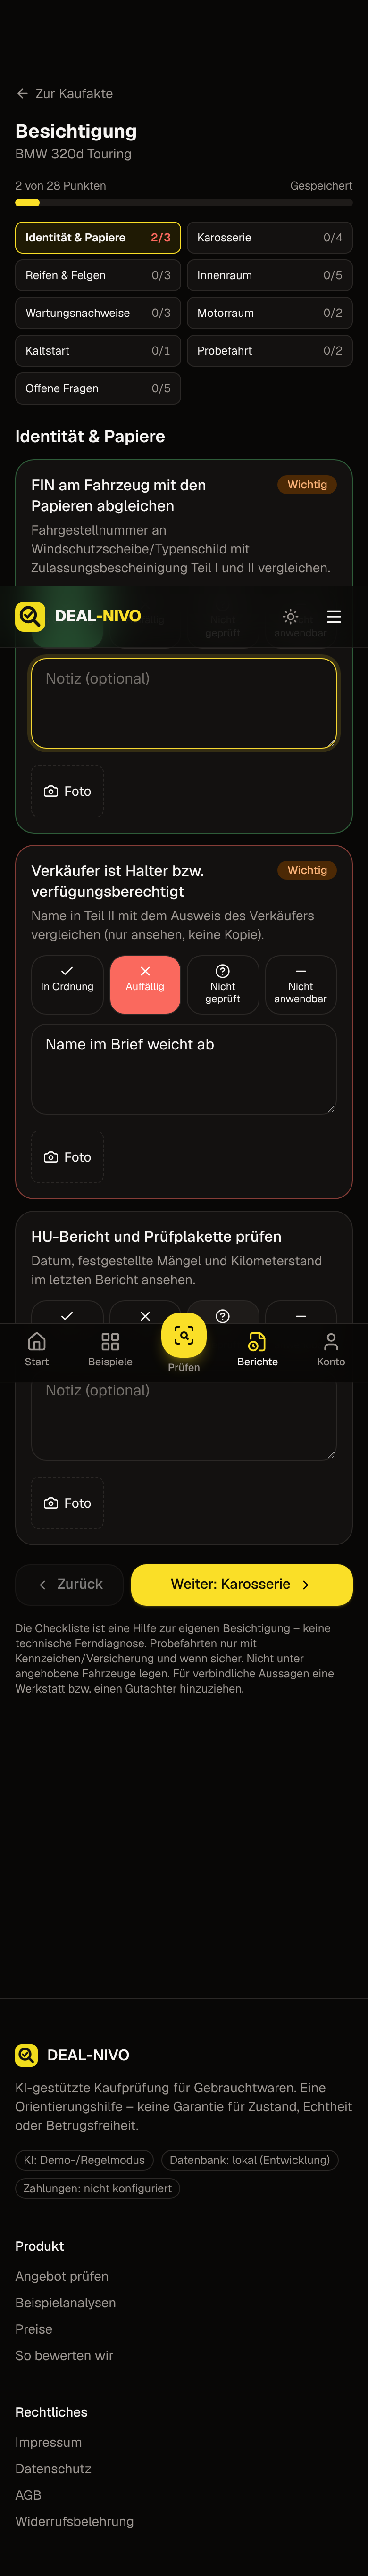 Zur Kaufakte
Besichtigung
BMW 320d Touring
2 von 28 Punkten
Gespeichert
Identität & Papiere 2/3
Karosserie 0/4
Reifen & Felgen 0/3
Innenraum 0/5
Wartungsnachweise 0/3
Motorraum 0/2
Kaltstart 0/1
Probefahrt 0/2
Offene Fragen 0/5
Identität & Papiere
FIN am Fahrzeug mit den
Papieren abgleichen
Wichtig
Fahrgestellnummer an
Windschutzscheibe/Typenschild mit
Zulassungsbescheinigung Teil I und II vergleichen.
DEAL-NIVO
geprüft
anwendbar
Notiz (optional)
Foto
Verkäufer ist Halter bzw.
verfügungsberechtigt
Wichtig
Name in Teil II mit dem Ausweis des Verkäufers
vergleichen (nur ansehen, keine Kopie).
In Ordnung
Auffällig
Nicht
geprüft
Nicht
anwendbar
Name im Brief weicht ab
Foto
HU-Bericht und Prüfplakette prüfen
Datum, festgestellte Mängel und Kilometerstand
im letzten Bericht ansehen.
Start
Beispiele
Prüfen
Berichte
Konto
Notiz (optional)
Foto
Zurück
Weiter: Karosserie
Die Checkliste ist eine Hilfe zur eigenen Besichtigung – keine
technische Ferndiagnose. Probefahrten nur mit
Kennzeichen/Versicherung und wenn sicher. Nicht unter
angehobene Fahrzeuge legen. Für verbindliche Aussagen eine
Werkstatt bzw. einen Gutachter hinzuziehen.
DEAL-NIVO
KI-gestützte Kaufprüfung für Gebrauchtwaren. Eine
Orientierungshilfe – keine Garantie für Zustand, Echtheit
oder Betrugsfreiheit.
KI: Demo-/Regelmodus
Datenbank: lokal (Entwicklung)
Zahlungen: nicht konfiguriert
Produkt
Angebot prüfen
Beispielanalysen
Preise
So bewerten wir
Rechtliches
Impressum
Datenschutz
AGB
Widerrufsbelehrung